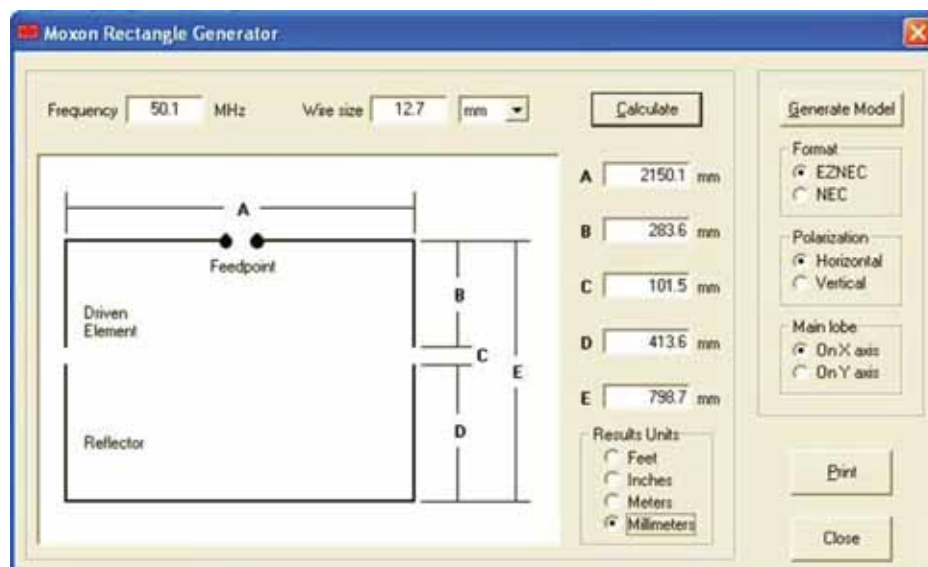 Moxon Rectangle Generator
Frequency 50.1 MHz Wire size 12.7 mm Calculate
Generate Model
Format
EZNEC
NEC
Polarization
Horizontal
Vertical
Main lobe
On X axis
On Y axis
A 2150.1 mm
B 283.6 mm
C 101.5 mm
D 413.6 mm
E 798.7 mm
Results Units
Feet
Inches
Meters
Millimeters
A
Feedpoint
Driven
Element
B
C
E
D
Reflector
Print
Close